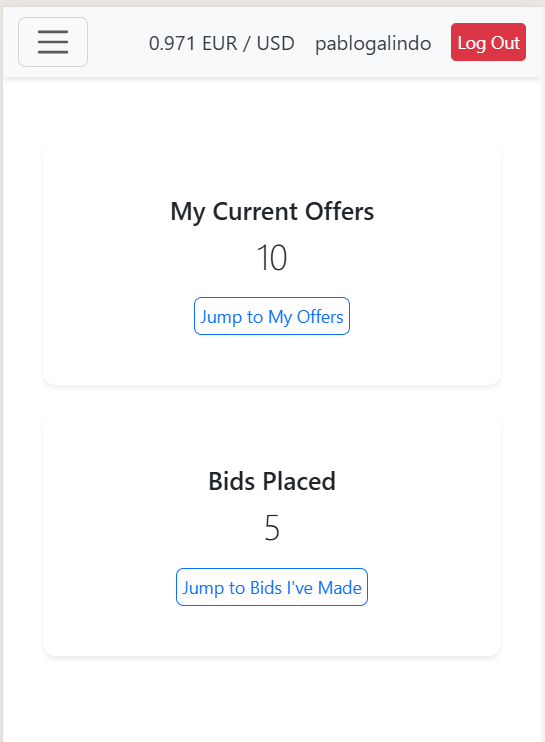 0.971 EUR / USD pablogalindo Log Out
My Current Offers
10
Jump to My Offers
Bids Placed
5
Jump to Bids I've Made